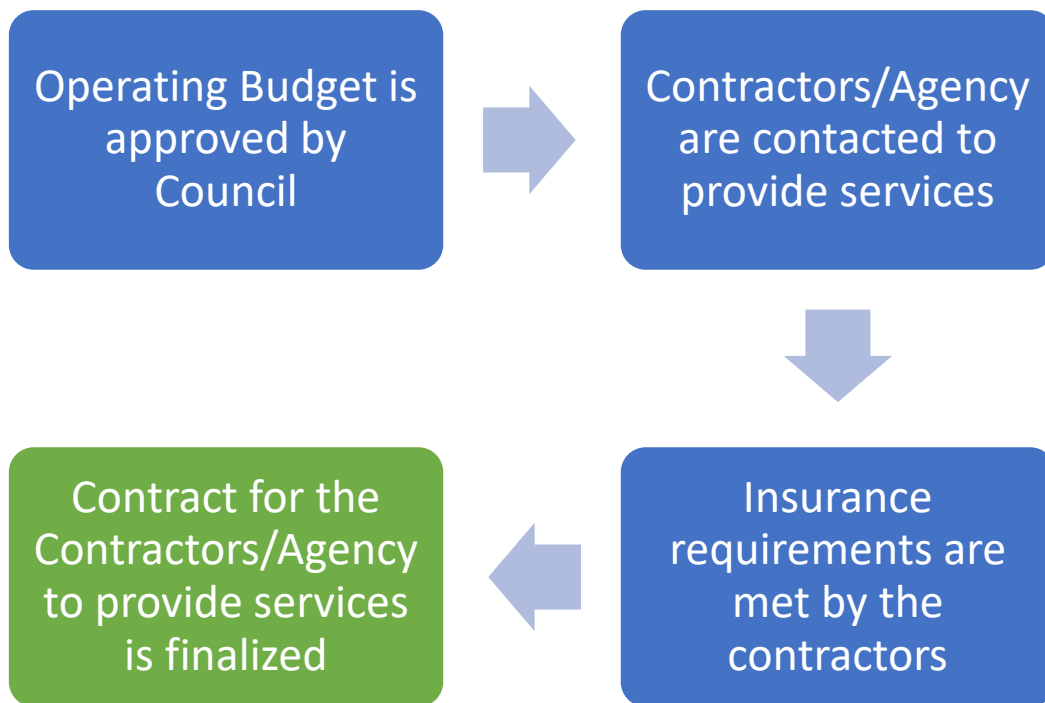 Operating Budget is
approved by
Council
Contractors/Agency
are contacted to
provide services
Insurance
requirements are
met by the
contractors
Contract for the
Contractors/Agency
to provide services
is finalized